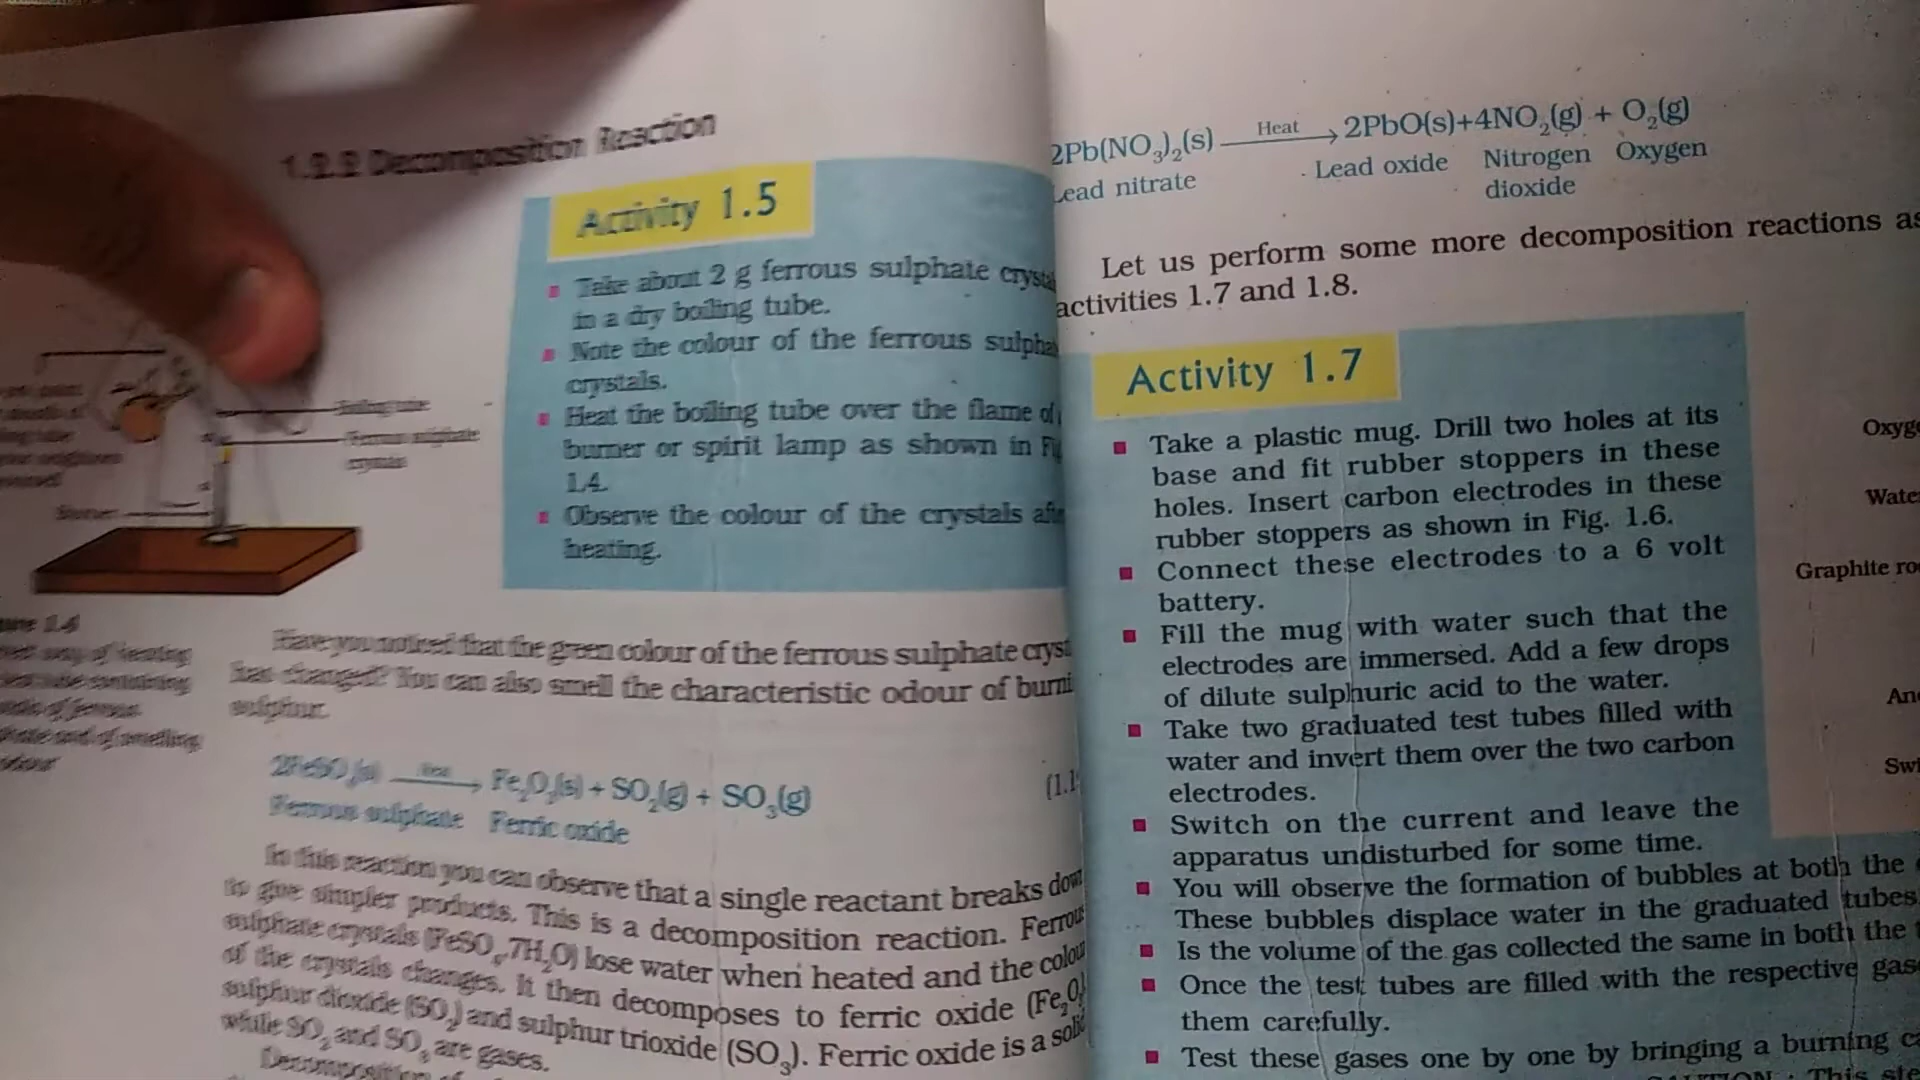 1.2.2 Decomposition Reaction
Activity 1.5
Take about 2 g ferrous sulphate
in a dry boiling tube.
Note the colour of the ferrous
crystals.
Heat the boiling tube over the flame of
burner or spirit lamp as shown in
1.4.
Observe the colour of the crystals
heating.
Boiling tube
Ferrous sulphate
crystals
Burner
1.4
Have you noticed that the green colour of the ferrous sulphate
has changed? You can also smell the characteristic odour of
sulphur.
2FeSO₄(s) —Heat→ Fe₂O₃(s) + SO₂(g) + SO₃(g)
Ferrous sulphate Ferric oxide
In this reaction you can observe that a single reactant breaks
to give simpler products. This is a decomposition reaction.
sulphate crystals (FeSO₄, 7H₂O) lose water when heated and the
of the crystals changes. It then decomposes to ferric oxide
sulphur dioxide (SO₂) and sulphur trioxide (SO₃). Ferric oxide is a
while SO₂ and SO₃ are gases.
2Pb(NO₃)₂(s) —Heat→ 2PbO(s)+4NO₂(g) + O₂(g)
Lead nitrate Lead oxide Nitrogen Oxygen
dioxide
Let us perform some more decomposition reactions as
activities 1.7 and 1.8.
Activity 1.7
Take a plastic mug. Drill two holes at its
base and fit rubber stoppers in these
holes. Insert carbon electrodes in these
rubber stoppers as shown in Fig. 1.6.
Connect these electrodes to a 6 volt
battery.
Fill the mug with water such that the
electrodes are immersed. Add a few drops
of dilute sulphuric acid to the water.
Take two graduated test tubes filled with
water and invert them over the two carbon
electrodes.
Switch on the current and leave the
apparatus undisturbed for some time.
You will observe the formation of bubbles at both the
These bubbles displace water in the graduated tubes.
Is the volume of the gas collected the same in both the
Once the test tubes are filled with the respective
them carefully.
Test these gases one by one by bringing a burning
This
Graphite